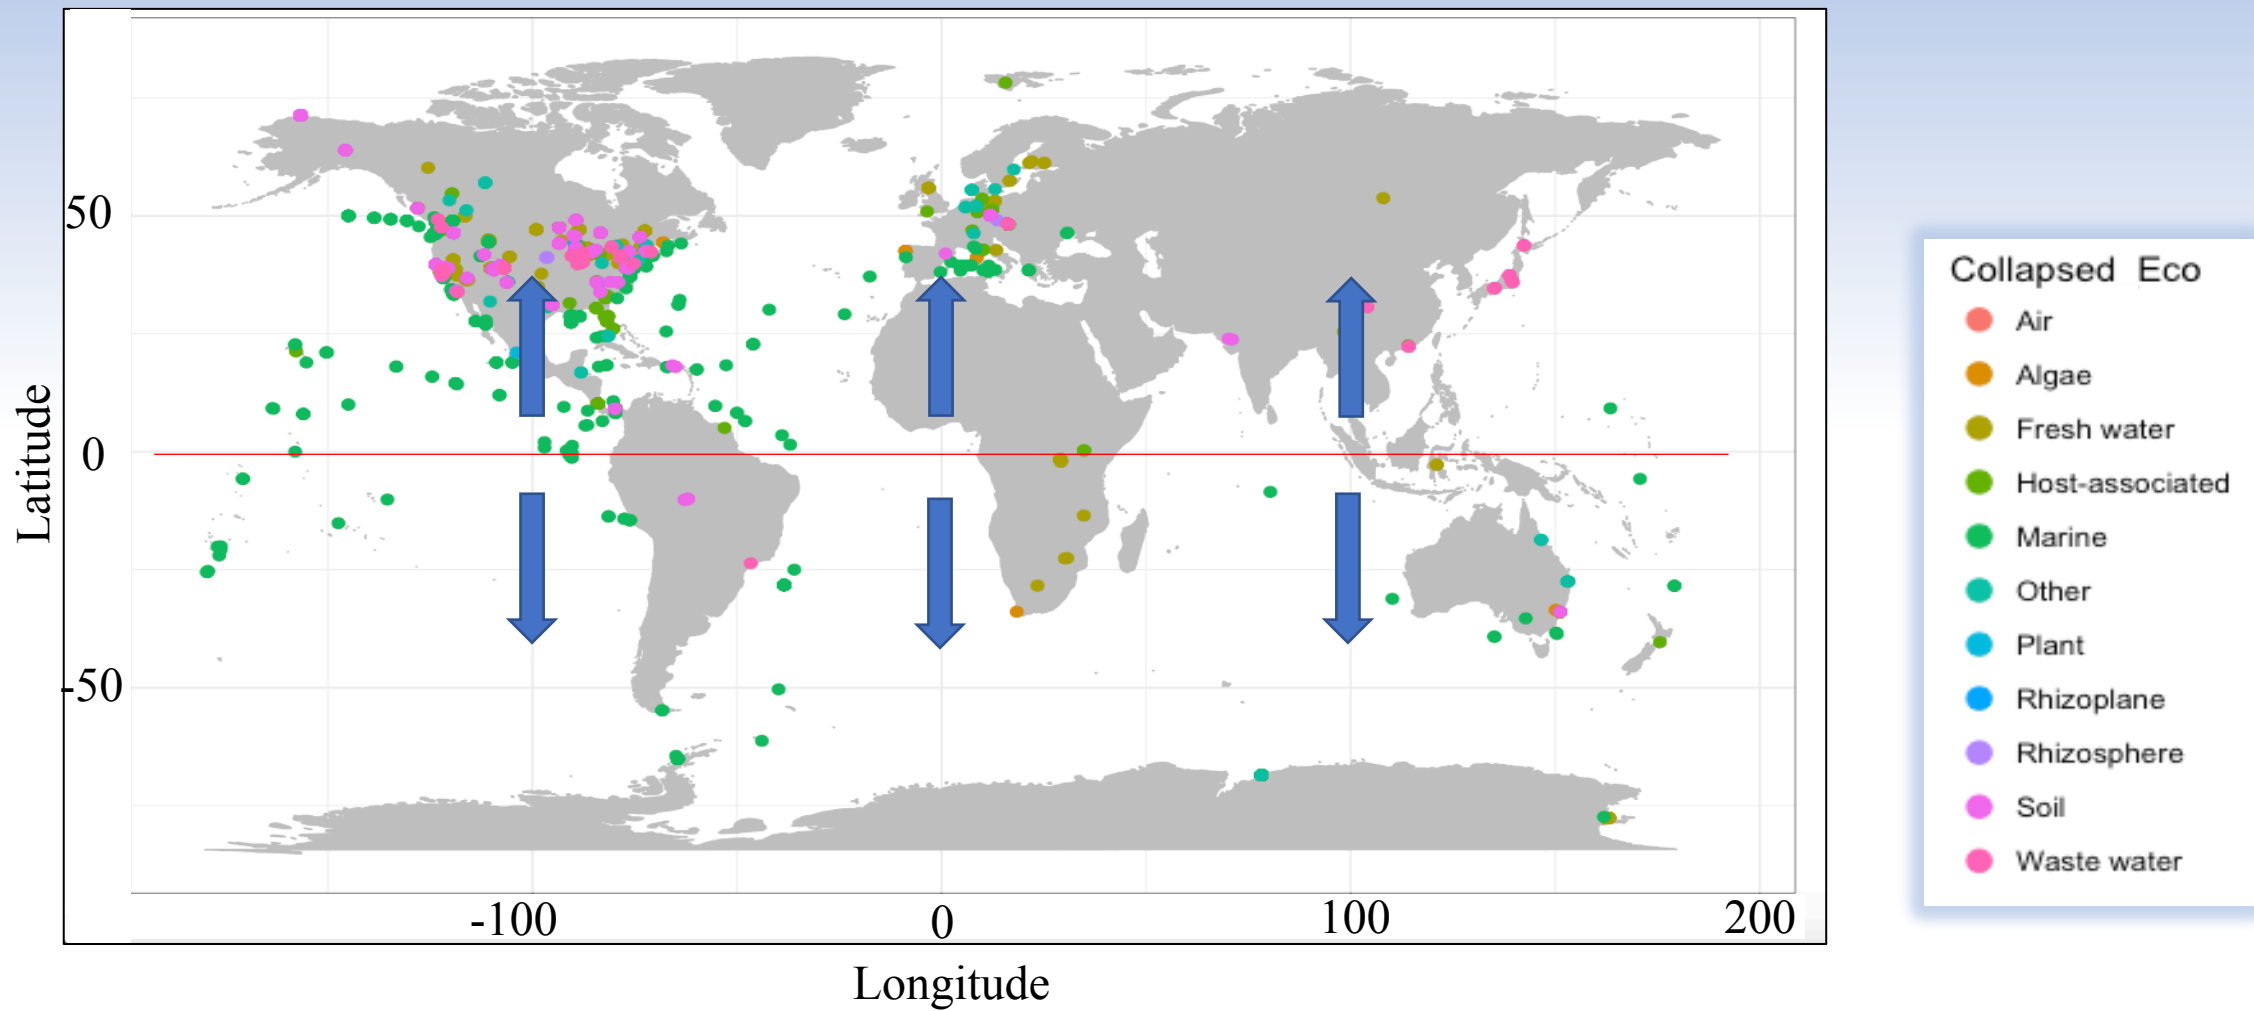 50
0
-50
Latitude
-100
0
100
200
Longitude
Collapsed Eco
Air
Algae
Fresh water
Host-associated
Marine
Other
Plant
Rhizoplane
Rhizosphere
Soil
Waste water